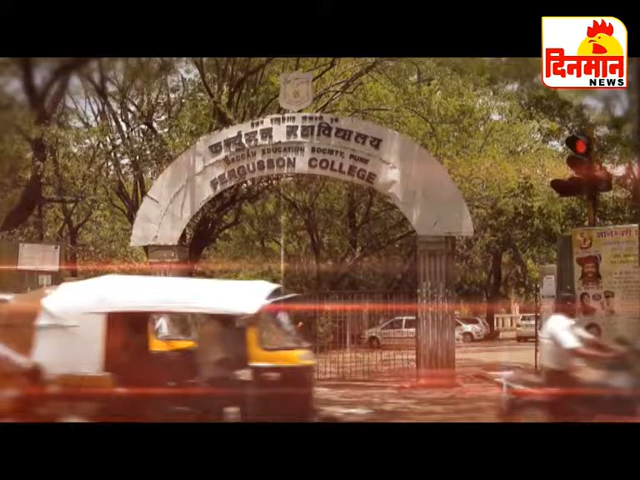 दिनमान
NEWS
फर्ग्युसन महाविद्यालय
DECCAN EDUCATION SOCIETY, PUNE
FERGUSSON COLLEGE